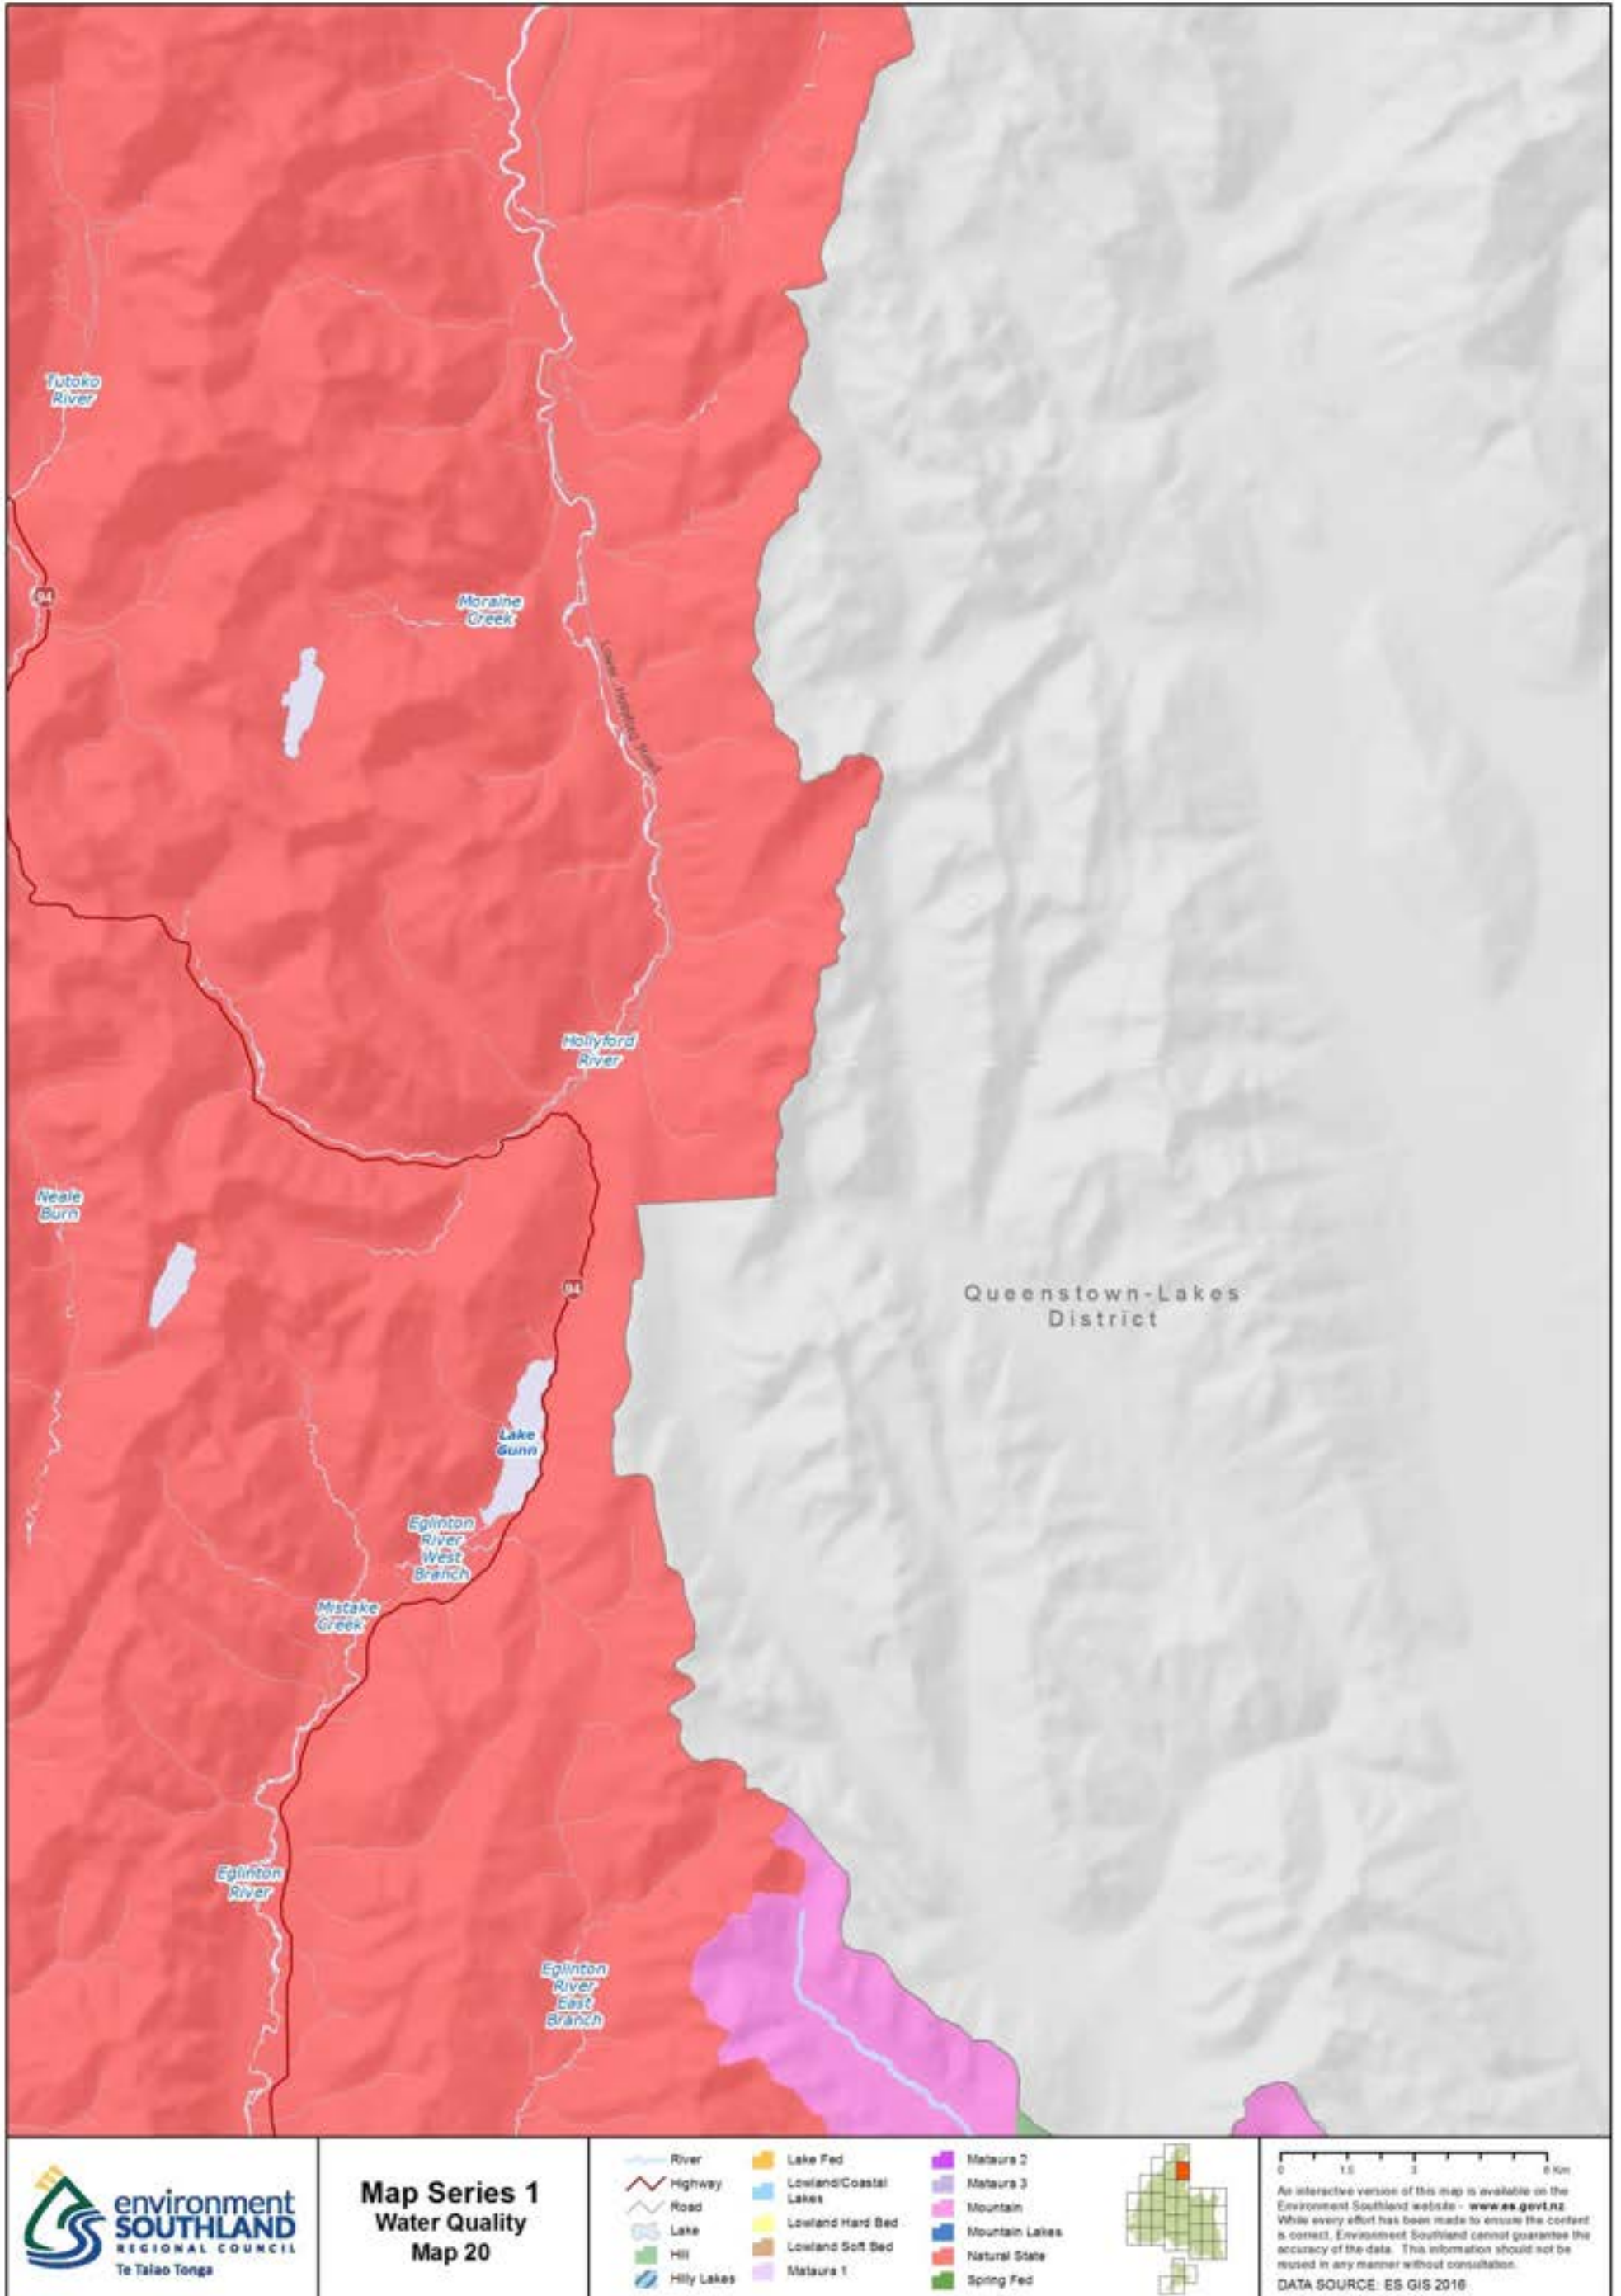 Tutoko
River
94
Moraine
Creek
Lower Hollyford Road
Hollyford
River
Neale
Burn
94
Queenstown-Lakes
District
Lake
Gunn
Eglinton
River
West
Branch
Mistake
Creek
Eglinton
River
Eglinton
River
East
Branch
environment
SOUTHLAND
REGIONAL COUNCIL
Te Taiao Tonga
Map Series 1
Water Quality
Map 20
River
Highway
Road
Lake
Hill
Hilly Lakes
Lake Fed
Lowland/Coastal
Lakes
Lowland Hard Bed
Lowland Soft Bed
Mataura 1
Mataura 2
Mataura 3
Mountain
Mountain Lakes
Natural State
Spring Fed
0 1.5 3 6 Km
An interactive version of this map is available on the
Environment Southland website - www.es.govt.nz
While every effort has been made to ensure the content
is correct, Environment Southland cannot guarantee the
accuracy of the data. This information should not be
reused in any manner without consultation.
DATA SOURCE: ES GIS 2016